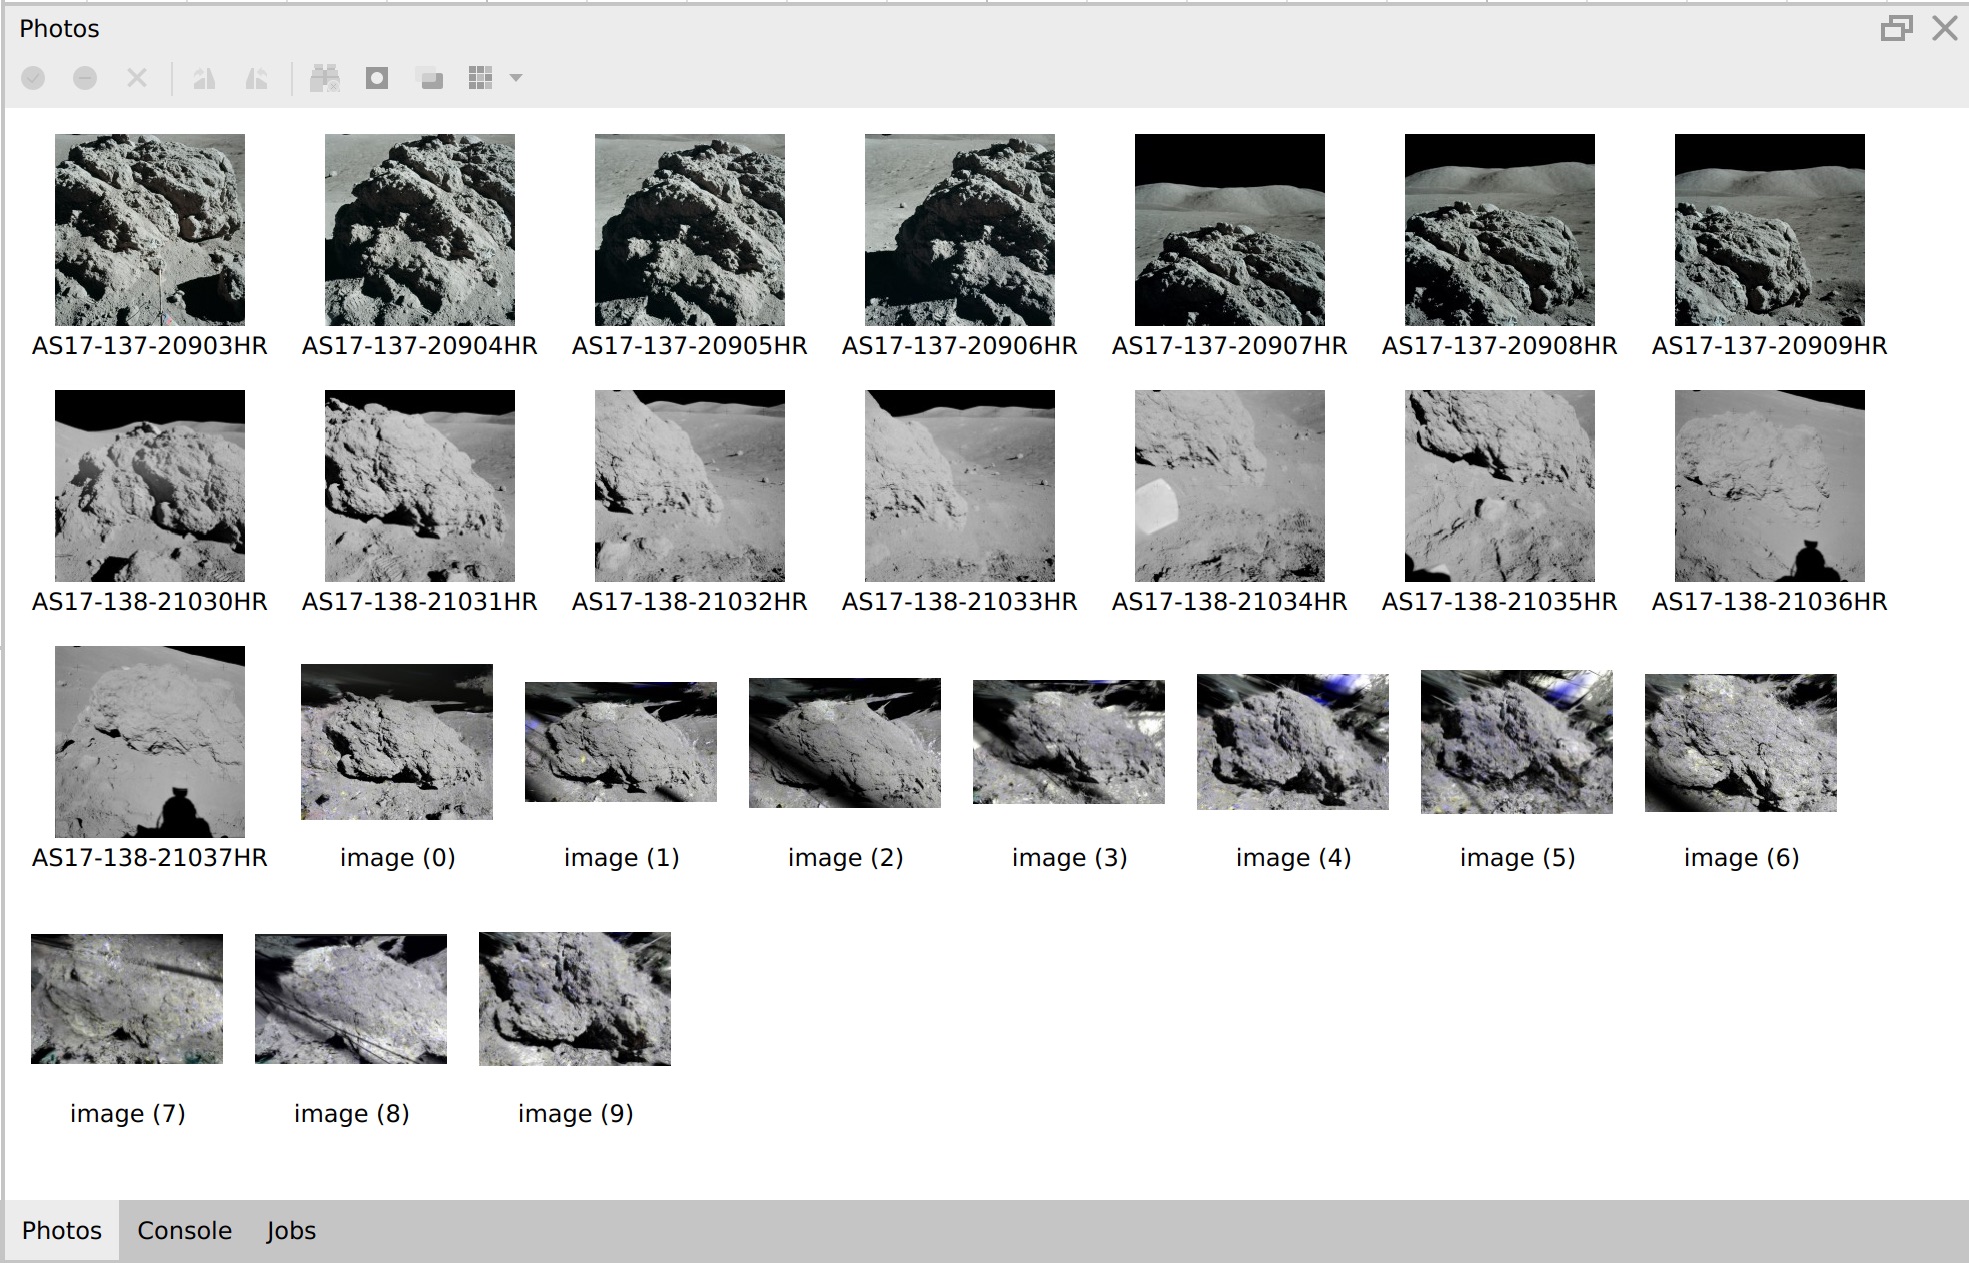 Photos
AS17-137-20903HR AS17-137-20904HR AS17-137-20905HR AS17-137-20906HR AS17-137-20907HR AS17-137-20908HR AS17-137-20909HR
AS17-138-21030HR AS17-138-21031HR AS17-138-21032HR AS17-138-21033HR AS17-138-21034HR AS17-138-21035HR AS17-138-21036HR
AS17-138-21037HR image (0) image (1) image (2) image (3) image (4) image (5) image (6)
image (7) image (8) image (9)
Photos Console Jobs